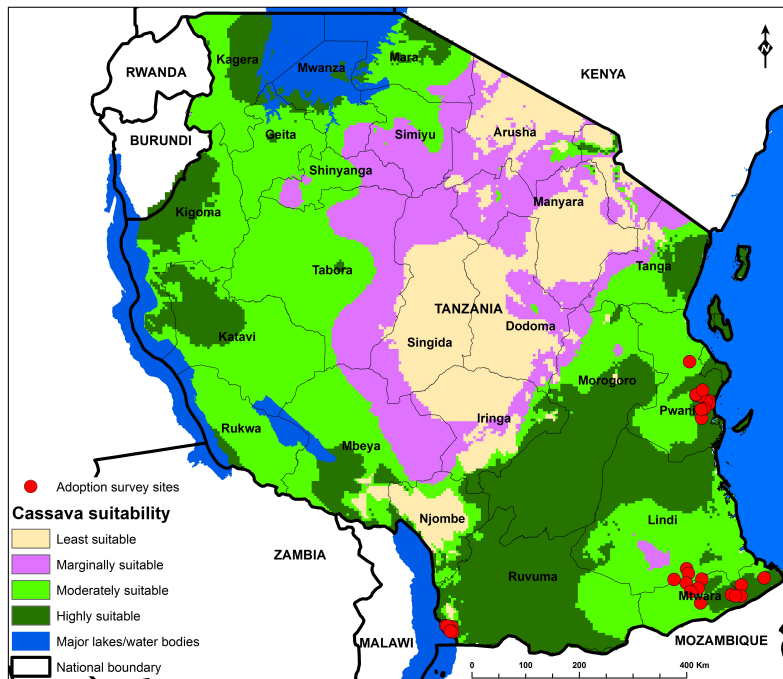 N
KENYA
RWANDA
BURUNDI
Kagera
Mwanza
Mara
Geita
Simiyu
Arusha
Shinyanga
Kigoma
Manyara
Tabora
Tanga
TANZANIA
Katavi
Singida
Dodoma
Morogoro
Pwani
Rukwa
Mbeya
Iringa
Njombe
Lindi
Ruvuma
Mtwara
ZAMBIA
MALAWI
MOZAMBIQUE
Adoption survey sites
Cassava suitability
Least suitable
Marginally suitable
Moderately suitable
Highly suitable
Major lakes/water bodies
National boundary
0 100 200 400 Km